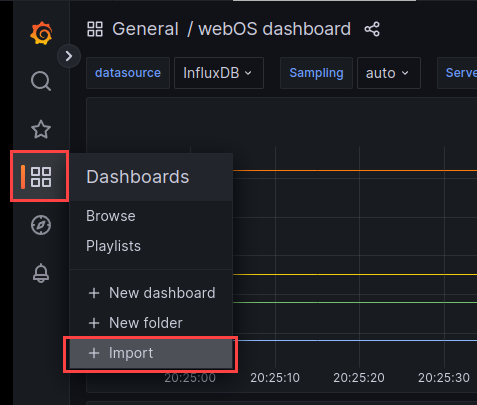 General / webOS dashboard
datasource InfluxDB Sampling auto Serve
Dashboards
Browse
Playlists
+ New dashboard
+ New folder
+ Import
20:25:00 20:25:10 20:25:20 20:25:30